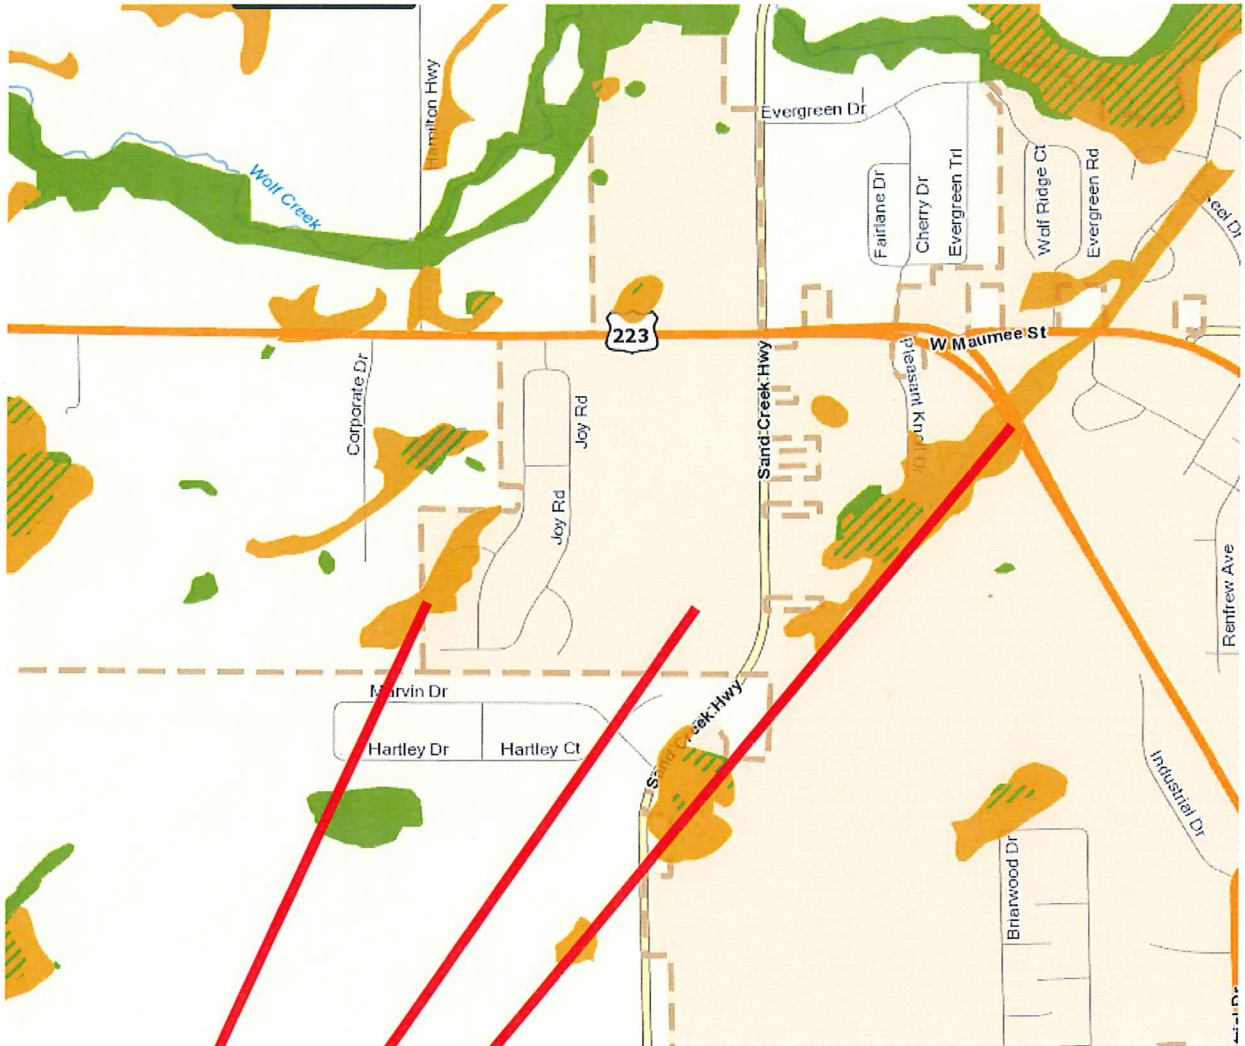 Hamilton Hwy
Wolf Creek
Evergreen Dr
Fairlane Dr
Cherry Dr
Evergreen Trl
Wolf Ridge Ct
Evergreen Rd
223
W Maumee St
Corporate Dr
Joy Rd
Sand Creek Hwy
Pleasant Knoll Dr
Joy Rd
Renfrew Ave
Marvin Dr
Hartley Dr
Hartley Ct
Sand Creek Hwy
Industrial Dr
Briarwood Dr